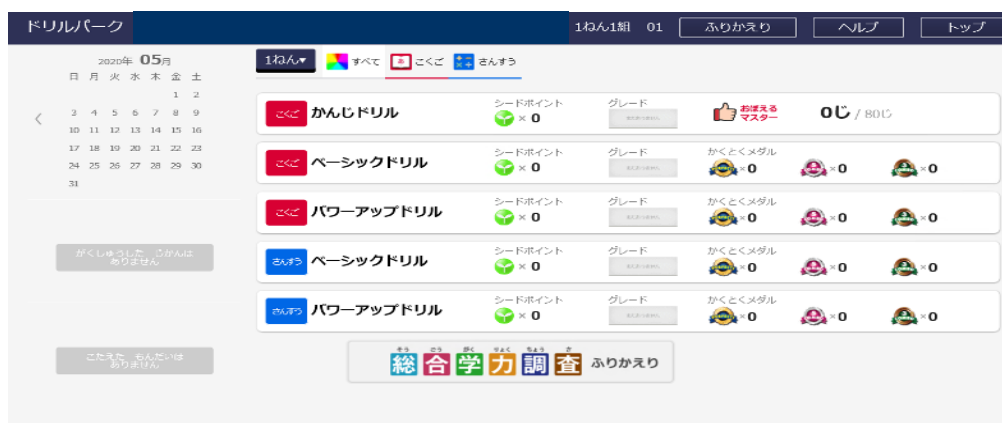 ドリルパーク
1ねん1組 01
ふりかえり
ヘルプ
トップ
2020年 05月
日 月 火 水 木 金 土
1 2
3 4 5 6 7 8 9
10 11 12 13 14 15 16
17 18 19 20 21 22 23
24 25 26 27 28 29 30
31
がくしゅうした じかんは
ありません
こたえた もんだいは
ありません
1ねん▾ すべて こくご さんすう
こくご かんじドリル
シードポイント
× 0
グレード
おぼえる
マスター
0じ / 80じ
こくご ベーシックドリル
シードポイント
× 0
グレード
かくとくメダル
×0 ×0 ×0
こくご パワーアップドリル
シードポイント
× 0
グレード
かくとくメダル
×0 ×0 ×0
さんすう ベーシックドリル
シードポイント
× 0
グレード
かくとくメダル
×0 ×0 ×0
さんすう パワーアップドリル
シードポイント
× 0
グレード
かくとくメダル
×0 ×0 ×0
そう ごう がく りょく ちょう さ
総合学力調査 ふりかえり